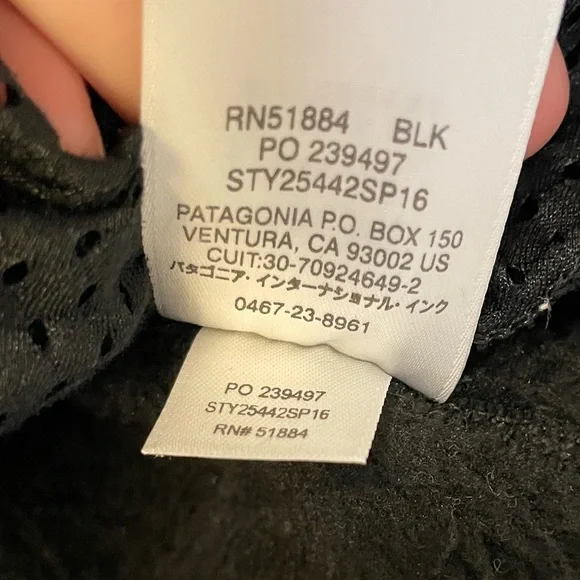 RN51884 BLK
PO 239497
STY25442SP16
PATAGONIA P.O. BOX 150
VENTURA, CA 93002 US
CUIT:30-70924649-2
パタゴニア・インターナショナル・インク
0467-23-8961
PO 239497
STY25442SP16
RN# 51884